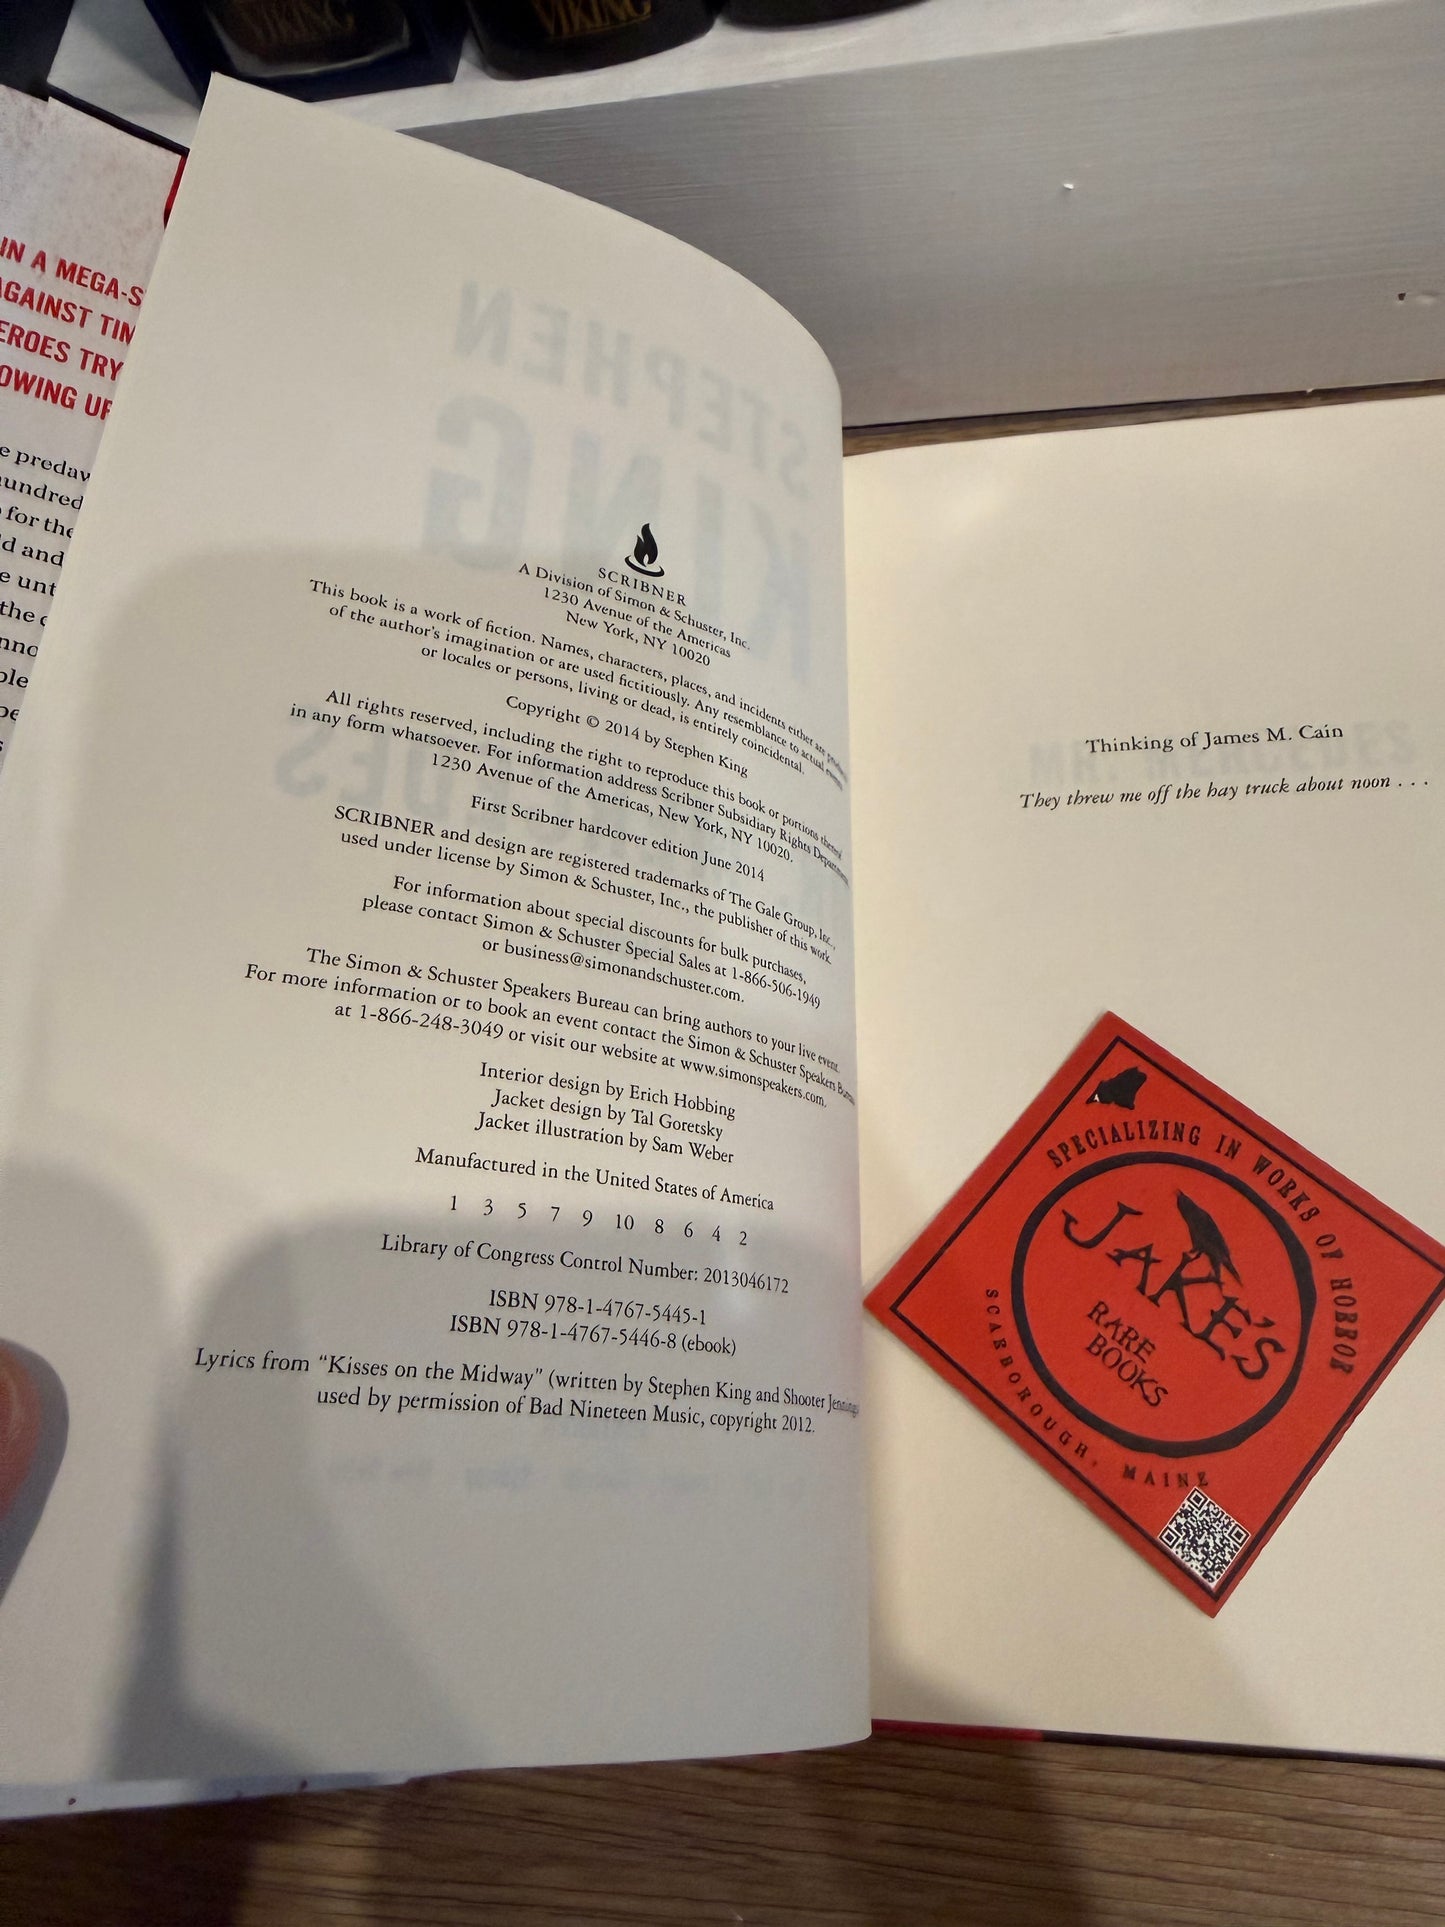 VIKING
VIKING
IN A MEGA-S
AGAINST TIM
EROES TRY
OWING UP
e predaw
hundred
for the
d and
e unt
the
STEPHEN
KING
SCRIBNER
A Division of Simon & Schuster, Inc.
1230 Avenue of the Americas
New York, NY 10020
This book is a work of fiction. Names, characters, places, and incidents either are products
of the author's imagination or are used fictitiously. Any resemblance to actual events
or locales or persons, living or dead, is entirely coincidental.
Copyright © 2014 by Stephen King
All rights reserved, including the right to reproduce this book or portions thereof
in any form whatsoever. For information address Scribner Subsidiary Rights Department,
1230 Avenue of the Americas, New York, NY 10020.
First Scribner hardcover edition June 2014
SCRIBNER and design are registered trademarks of The Gale Group, Inc.,
used under license by Simon & Schuster, Inc., the publisher of this work.
For information about special discounts for bulk purchases,
please contact Simon & Schuster Special Sales at 1-866-506-1949
or business@simonandschuster.com.
The Simon & Schuster Speakers Bureau can bring authors to your live event.
For more information or to book an event contact the Simon & Schuster Speakers Bureau
at 1-866-248-3049 or visit our website at www.simonspeakers.com.
Interior design by Erich Hobbing
Jacket design by Tal Goretsky
Jacket illustration by Sam Weber
Manufactured in the United States of America
1 3 5 7 9 10 8 6 4 2
Library of Congress Control Number: 2013046172
ISBN 978-1-4767-5445-1
ISBN 978-1-4767-5446-8 (ebook)
Lyrics from "Kisses on the Midway" (written by Stephen King and Shooter Jennings)
used by permission of Bad Nineteen Music, copyright 2012.
MR. MERCEDES
Thinking of James M. Cain
They threw me off the hay truck about noon . . .
SPECIALIZING IN WORKS OF HORROR
JAKE'S
RARE
BOOKS
SCARBOROUGH, MAINE